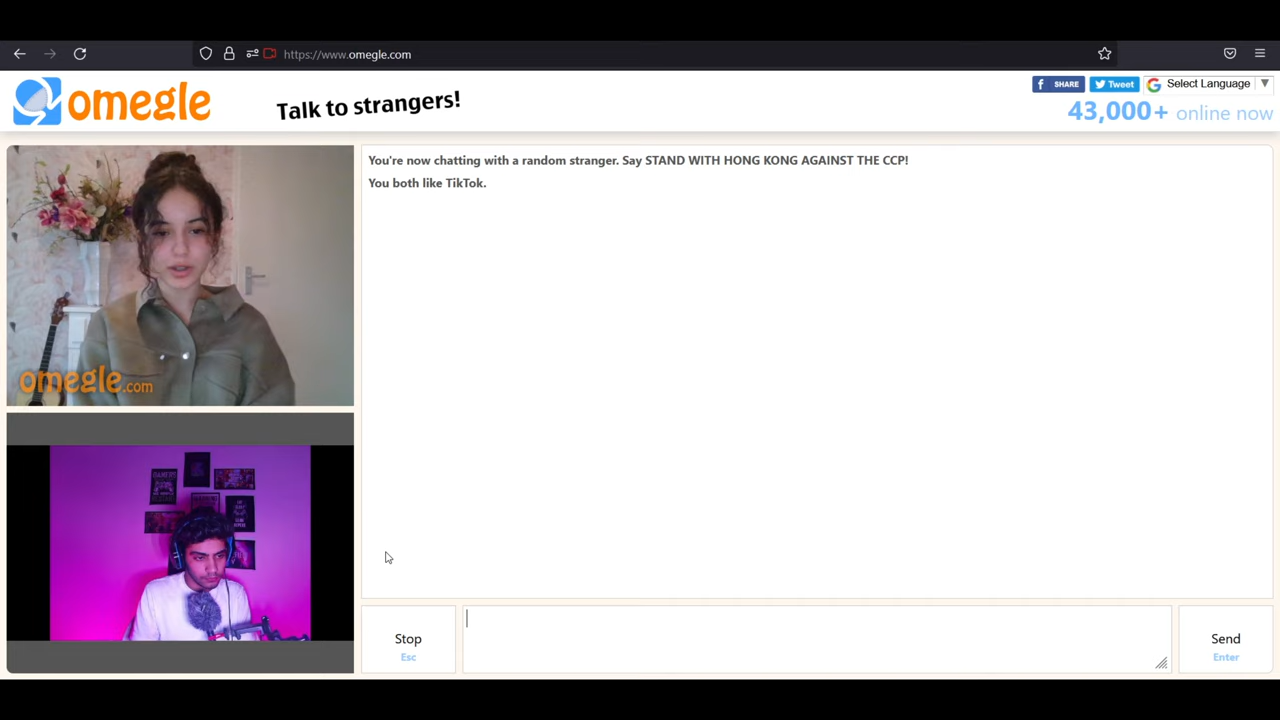 https://www.omegle.com
omegle
Talk to strangers!
SHARE
Tweet
Select Language
43,000+ online now
You're now chatting with a random stranger. Say STAND WITH HONG KONG AGAINST THE CCP!
You both like TikTok.
omegle.com
Stop
Esc
Send
Enter